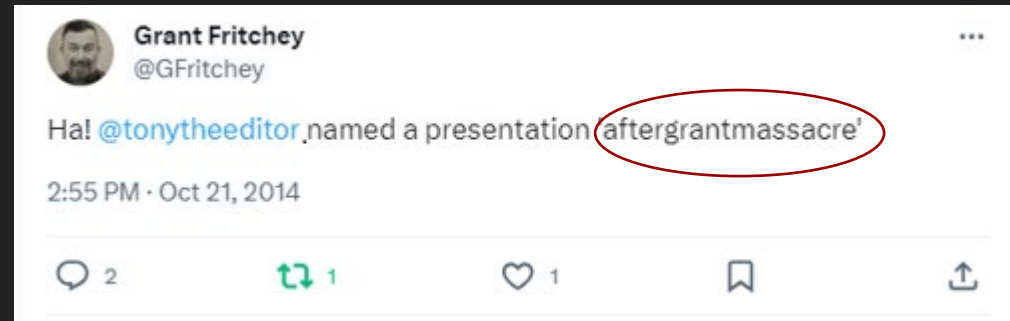 Grant Fritchey
@GFritchey
Ha! @tonytheeditor named a presentation 'aftergrantmassacre'
2:55 PM · Oct 21, 2014
2 1 1